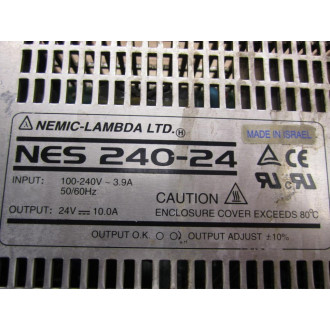 NEMIC-LAMBDA LTD. H
MADE IN ISRAEL
NES 240-24
CE
INPUT: 100-240V ~ 3.9A
50/60Hz
OUTPUT: 24V ⎓ 10.0A
CAUTION
ENCLOSURE COVER EXCEEDS 80°C
OUTPUT O.K. OUTPUT ADJUST ±10%